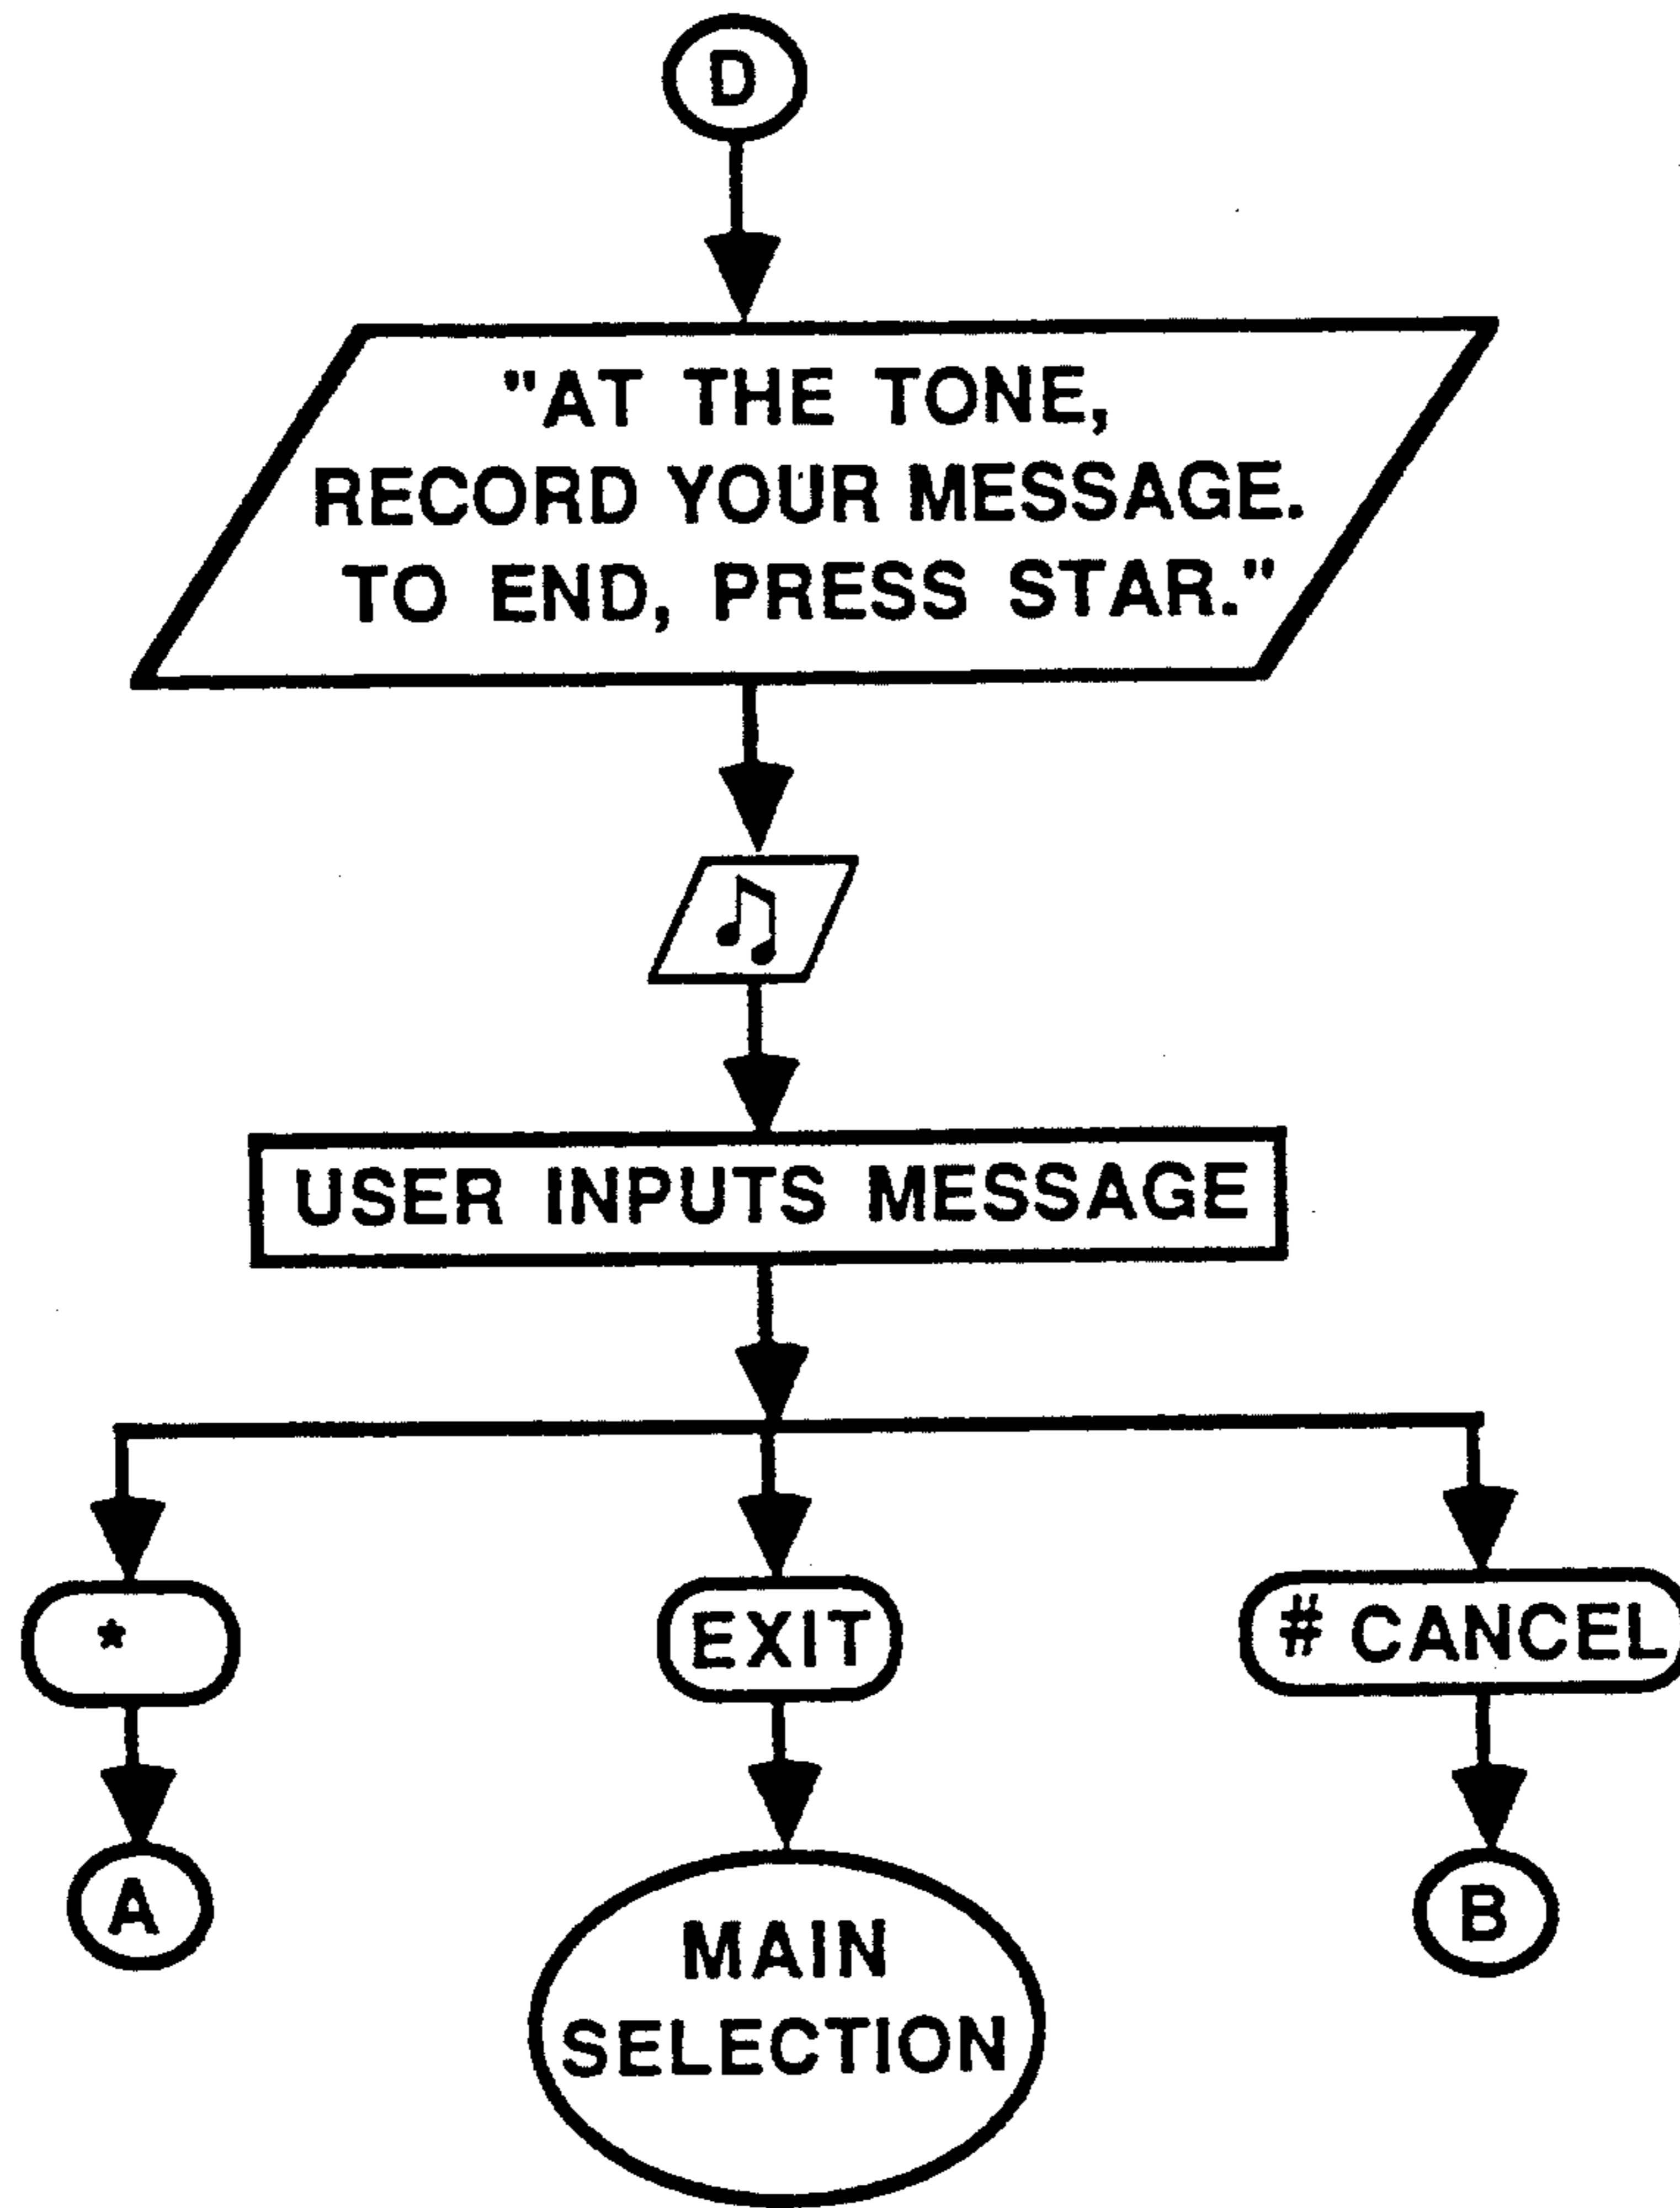 D
"AT THE TONE,
RECORD YOUR MESSAGE.
TO END, PRESS STAR."
USER INPUTS MESSAGE
*
EXIT
# CANCEL
A
MAIN
SELECTION
B